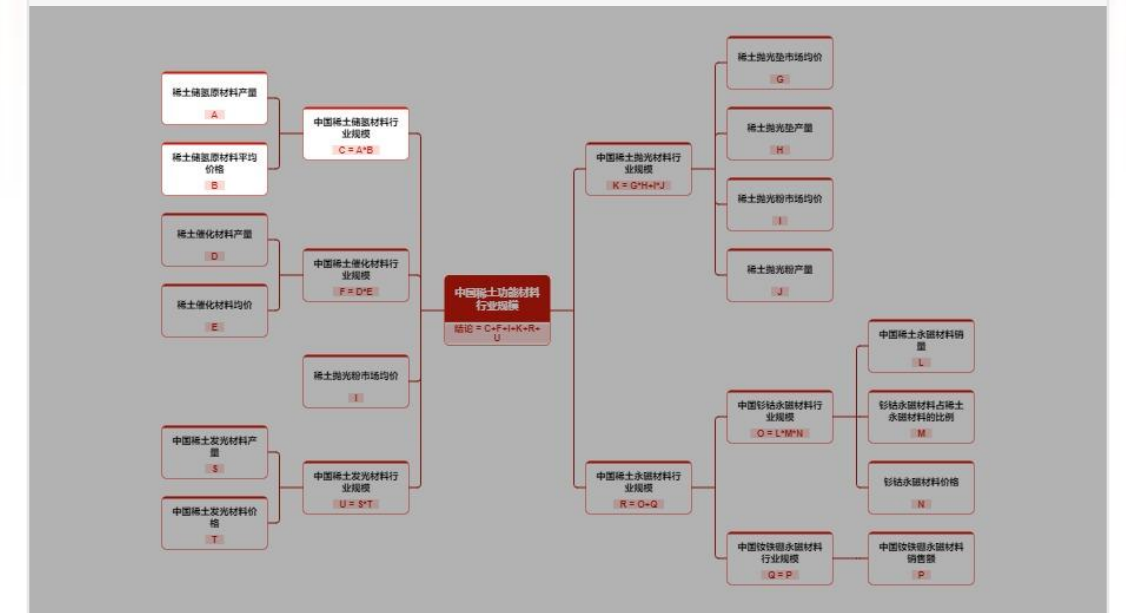 稀土储氢原材料产量
A
稀土储氢原材料平均
价格
B
中国稀土储氢材料行
业规模
C = A*B
稀土催化材料产量
D
稀土催化材料均价
E
中国稀土催化材料行
业规模
F = D*E
稀土抛光粉市场均价
I
中国稀土发光材料产
量
S
中国稀土发光材料价
格
T
中国稀土发光材料行
业规模
U = S*T
中国稀土功能材料
行业规模
结论 = C+F+I+K+R+
U
中国稀土抛光材料行
业规模
K = G*H+I*J
稀土抛光垫市场均价
G
稀土抛光垫产量
H
稀土抛光粉市场均价
I
稀土抛光粉产量
J
中国稀土永磁材料行
业规模
R = O+Q
中国钐钴永磁材料行
业规模
O = L*M*N
中国稀土永磁材料销
量
L
钐钴永磁材料占稀土
永磁材料的比例
M
钐钴永磁材料价格
N
中国钕铁硼永磁材料
行业规模
Q = P
中国钕铁硼永磁材料
销售额
P